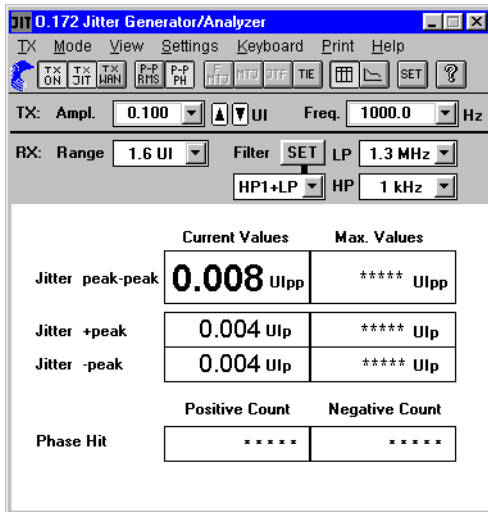 JIT O.172 Jitter Generator/Analyzer
TX Mode View Settings Keyboard Print Help
TX ON TX JIT TX WAN P-P RMS P-P PH F MTJ MTJ JTF TIE SET ?
TX: Ampl. 0.100 UI Freq. 1000.0 Hz
RX: Range 1.6 UI Filter SET LP 1.3 MHz
HP1+LP HP 1 kHz
Current Values Max. Values
Jitter peak-peak 0.008 UIpp ***** UIpp
Jitter +peak 0.004 UIp ***** UIp
Jitter -peak 0.004 UIp ***** UIp
Positive Count Negative Count
Phase Hit ***** *****